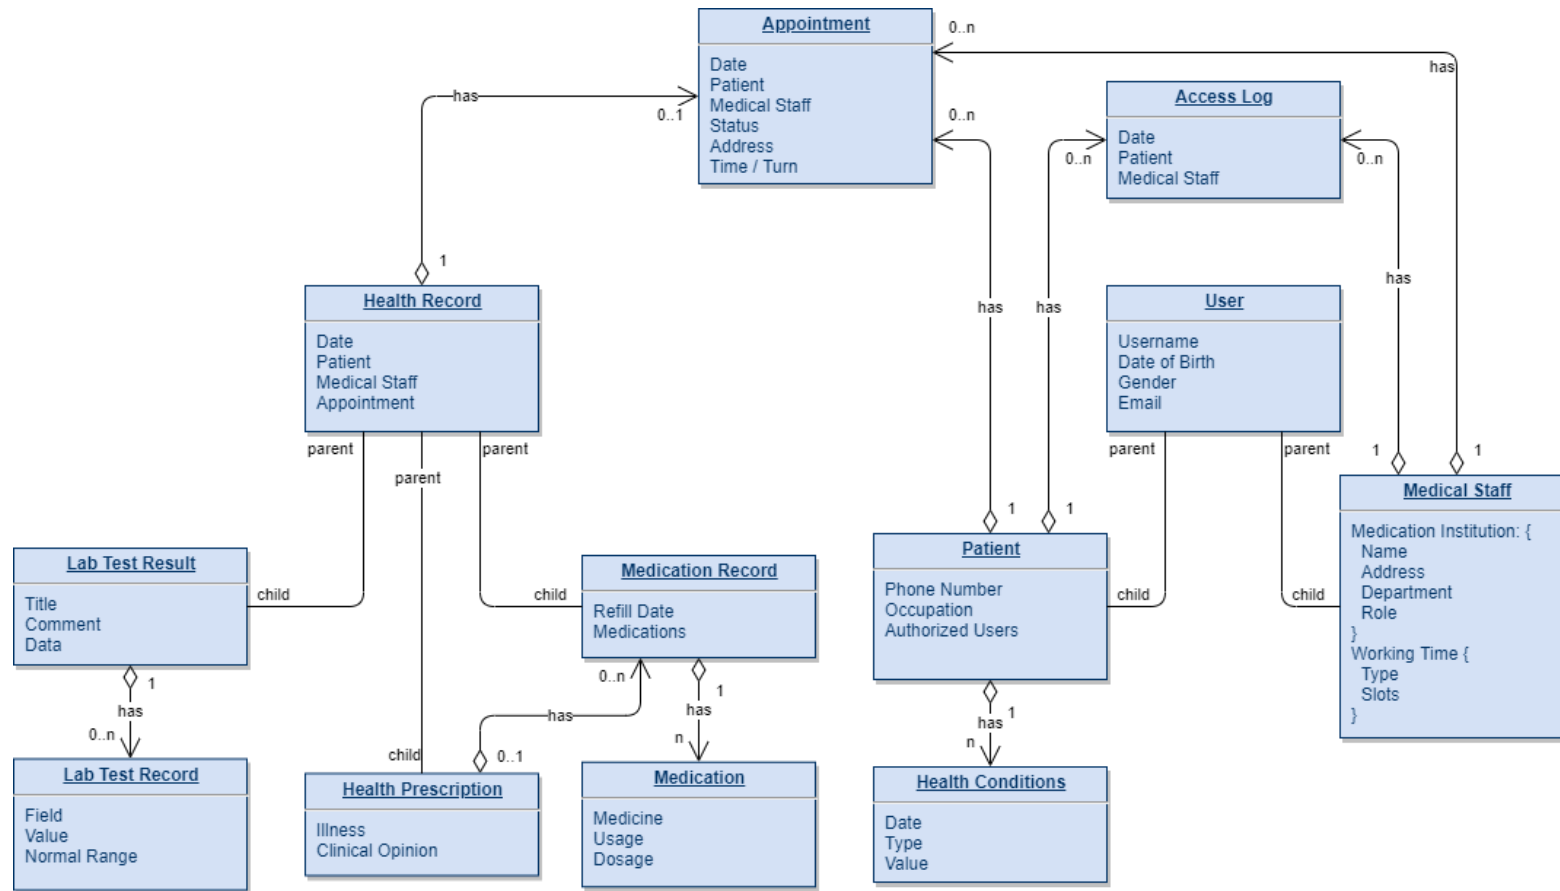 Appointment
Date
Patient
Medical Staff
Status
Address
Time / Turn
0..n
has
0..n
has
0..1
Access Log
Date
Patient
Medical Staff
0..n
0..n
has
has
has
1
Health Record
Date
Patient
Medical Staff
Appointment
User
Username
Date of Birth
Gender
Email
parent
parent
parent
parent
parent
1
1
Medical Staff
Medication Institution: {
Name
Address
Department
Role
}
Working Time {
Type
Slots
}
1
1
Patient
Phone Number
Occupation
Authorized Users
child
child
Lab Test Result
Title
Comment
Data
child
child
Medication Record
Refill Date
Medications
1
has
0..n
0..n
has
0..1
child
1
has
n
1
has
n
Lab Test Record
Field
Value
Normal Range
Health Prescription
Illness
Clinical Opinion
Medication
Medicine
Usage
Dosage
Health Conditions
Date
Type
Value